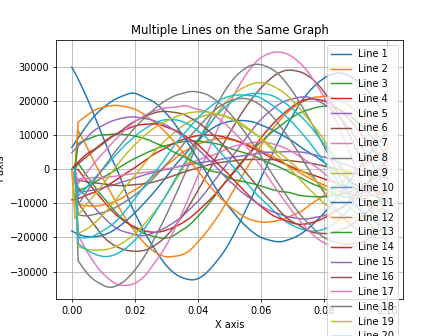 Multiple Lines on the Same Graph
30000
20000
10000
0
−10000
−20000
−30000
0.00
0.02
0.04
0.06
X axis
Line 1
Line 2
Line 3
Line 4
Line 5
Line 6
Line 7
Line 8
Line 9
Line 10
Line 11
Line 12
Line 13
Line 14
Line 15
Line 16
Line 17
Line 18
Line 19
Line 20